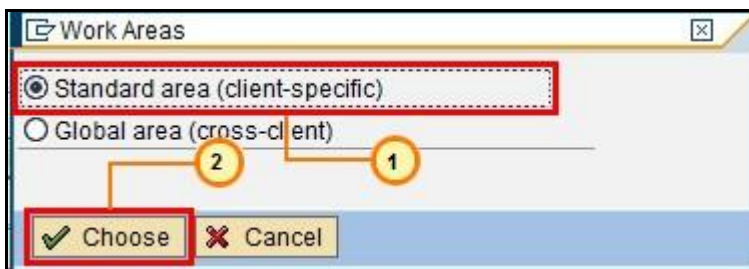 Work Areas
Standard area (client-specific)
Global area (cross-client)
2
1
Choose
Cancel